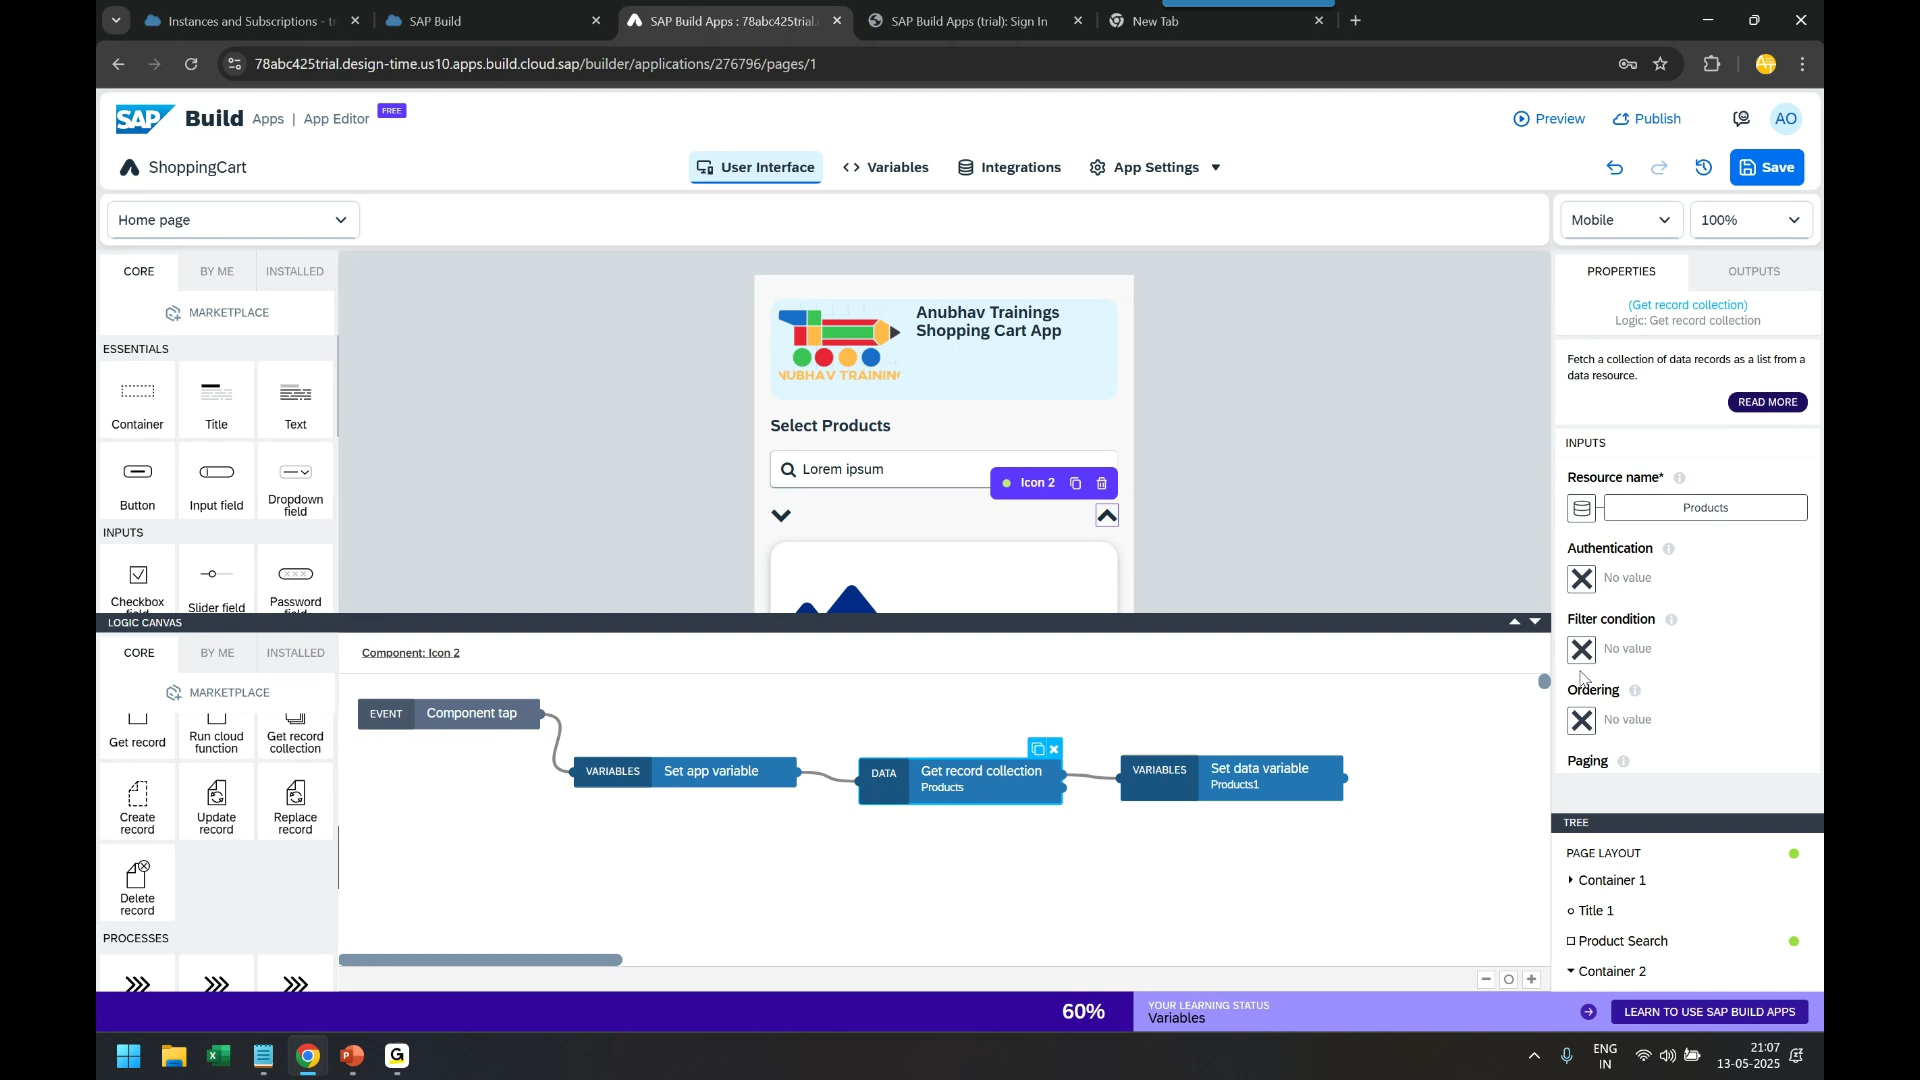 Instances and Subscriptions - tr
SAP Build
SAP Build Apps : 78abc425trial.
SAP Build Apps (trial): Sign In
New Tab
78abc425trial.design-time.us10.apps.build.cloud.sap/builder/applications/276796/pages/1
SAP Build Apps | App Editor FREE
Preview
Publish
AO
ShoppingCart
User Interface
Variables
Integrations
App Settings
Save
Home page
Mobile
100%
CORE
BY ME
INSTALLED
MARKETPLACE
ESSENTIALS
Container
Title
Text
Button
Input field
Dropdown field
INPUTS
Checkbox field
Slider field
Password field
Anubhav Trainings
Shopping Cart App
NUBHAV TRAINING
Select Products
Lorem ipsum
Icon 2
PROPERTIES
OUTPUTS
(Get record collection)
Logic: Get record collection
Fetch a collection of data records as a list from a
data resource.
READ MORE
INPUTS
Resource name*
Products
Authentication
No value
Filter condition
No value
Ordering
No value
Paging
LOGIC CANVAS
CORE
BY ME
INSTALLED
MARKETPLACE
Get record
Run cloud function
Get record collection
Create record
Update record
Replace record
Delete record
PROCESSES
Component: Icon 2
EVENT Component tap
VARIABLES Set app variable
DATA Get record collection
Products
VARIABLES Set data variable
Products1
TREE
PAGE LAYOUT
Container 1
Title 1
Product Search
Container 2
60%
YOUR LEARNING STATUS
Variables
LEARN TO USE SAP BUILD APPS
ENG
IN
21:07
13-05-2025